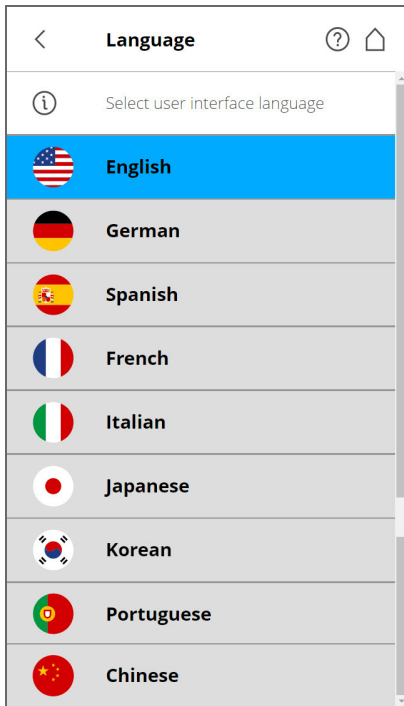 Language
Select user interface language
English
German
Spanish
French
Italian
Japanese
Korean
Portuguese
Chinese